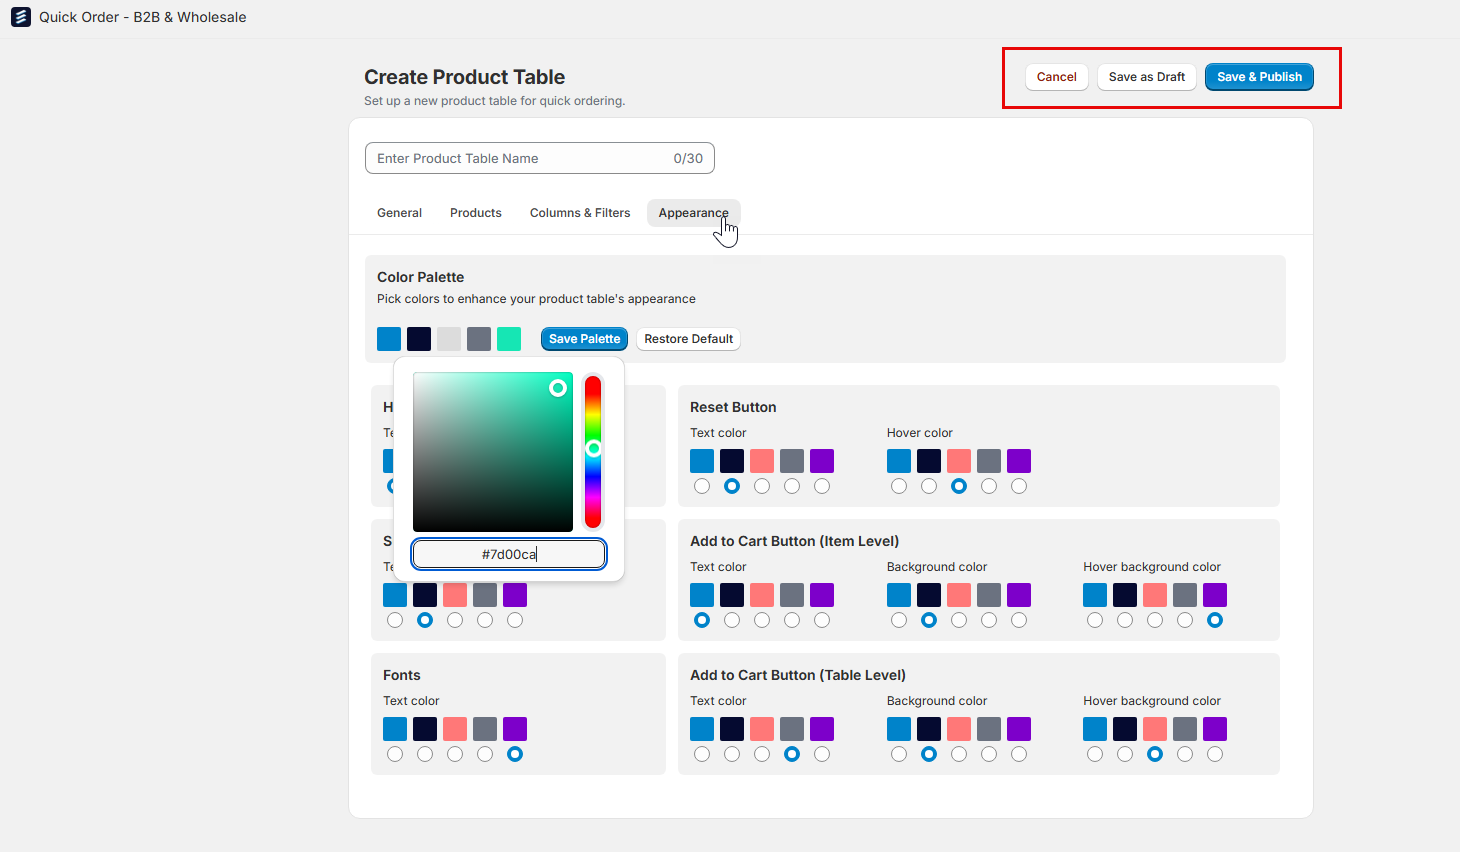 Quick Order - B2B & Wholesale
Create Product Table
Set up a new product table for quick ordering.
Cancel Save as Draft Save & Publish
Enter Product Table Name 0/30
General Products Columns & Filters Appearance
Color Palette
Pick colors to enhance your product table's appearance
Save Palette Restore Default
H
Te
Reset Button
Text color Hover color
#7d00ca
S
Te
Add to Cart Button (Item Level)
Text color Background color Hover background color
Fonts
Text color
Add to Cart Button (Table Level)
Text color Background color Hover background color